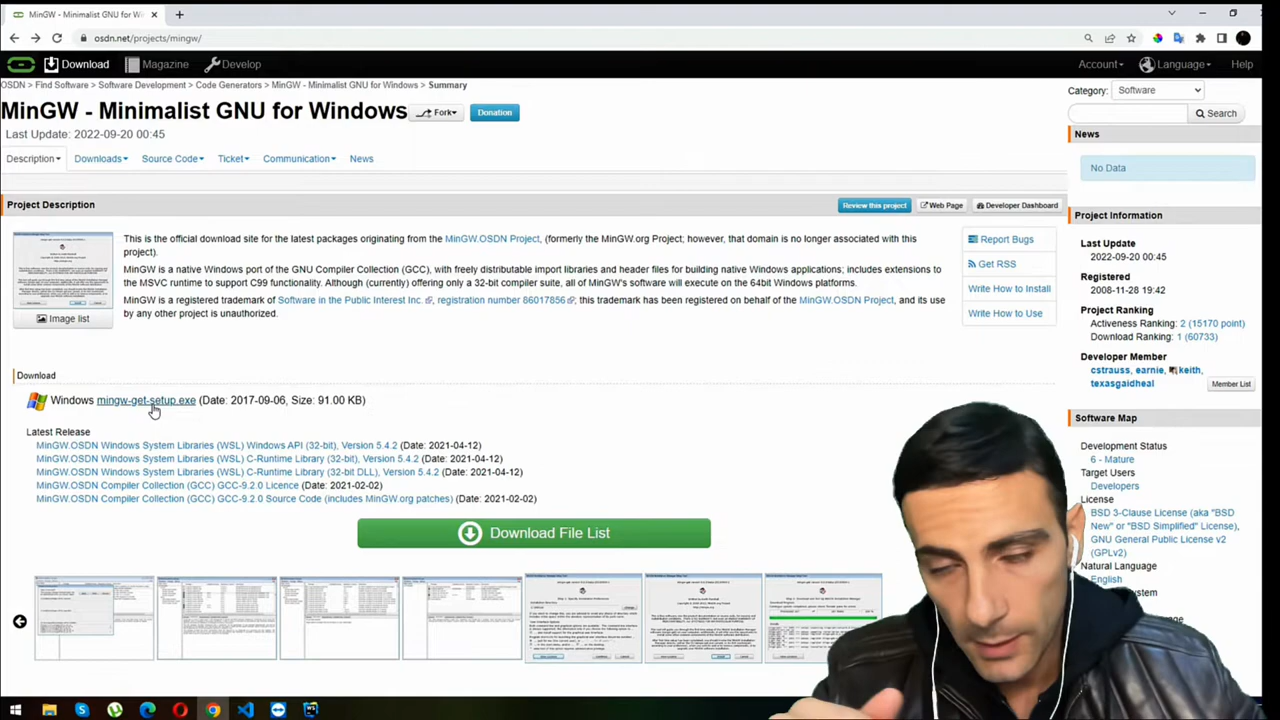 MinGW - Minimalist GNU for Wi
osdn.net/projects/mingw/
Download Magazine Develop Account Language Help
OSDN > Find Software > Software Development > Code Generators > MinGW - Minimalist GNU for Windows > Summary
MinGW - Minimalist GNU for Windows Fork Donation
Last Update: 2022-09-20 00:45
Description Downloads Source Code Ticket Communication News
Category: Software
Search
News
No Data
Project Description Review this project Web Page Developer Dashboard
This is the official download site for the latest packages originating from the MinGW.OSDN Project, (formerly the MinGW.org Project; however, that domain is no longer associated with this
project).
MinGW is a native Windows port of the GNU Compiler Collection (GCC), with freely distributable import libraries and header files for building native Windows applications; includes extensions
to the MSVC runtime to support C99 functionality. Although (currently) offering only a 32-bit compiler suite, all of MinGW's software will execute on the 64bit Windows platforms.
MinGW is a registered trademark of Software in the Public Interest Inc. , registration number 86017856 ; this trademark has been registered on behalf of the MinGW.OSDN Project, and its use
by any other project is unauthorized.
Image list
Report Bugs
Get RSS
Write How to Install
Write How to Use
Project Information
Last Update
2022-09-20 00:45
Registered
2008-11-28 19:42
Project Ranking
Activeness Ranking: 2 (15170 point)
Download Ranking: 1 (60733)
Developer Member
cstrauss, earnie, keith,
texasgaidheal Member List
Download
Windows mingw-get-setup.exe (Date: 2017-09-06, Size: 91.00 KB)
Latest Release
MinGW.OSDN Windows System Libraries (WSL) Windows API (32-bit), Version 5.4.2 (Date: 2021-04-12)
MinGW.OSDN Windows System Libraries (WSL) C-Runtime Library (32-bit), Version 5.4.2 (Date: 2021-04-12)
MinGW.OSDN Windows System Libraries (WSL) C-Runtime Library (32-bit DLL), Version 5.4.2 (Date: 2021-04-12)
MinGW.OSDN Compiler Collection (GCC) GCC-9.2.0 Licence (Date: 2021-02-02)
MinGW.OSDN Compiler Collection (GCC) GCC-9.2.0 Source Code (includes MinGW.org patches) (Date: 2021-02-02)
Download File List
Software Map
Development Status
6 - Mature
Target Users
Developers
License
BSD 3-Clause License (aka "BSD
New" or "BSD Simplified" License),
GNU General Public License v2
(GPLv2)
Natural Language
English